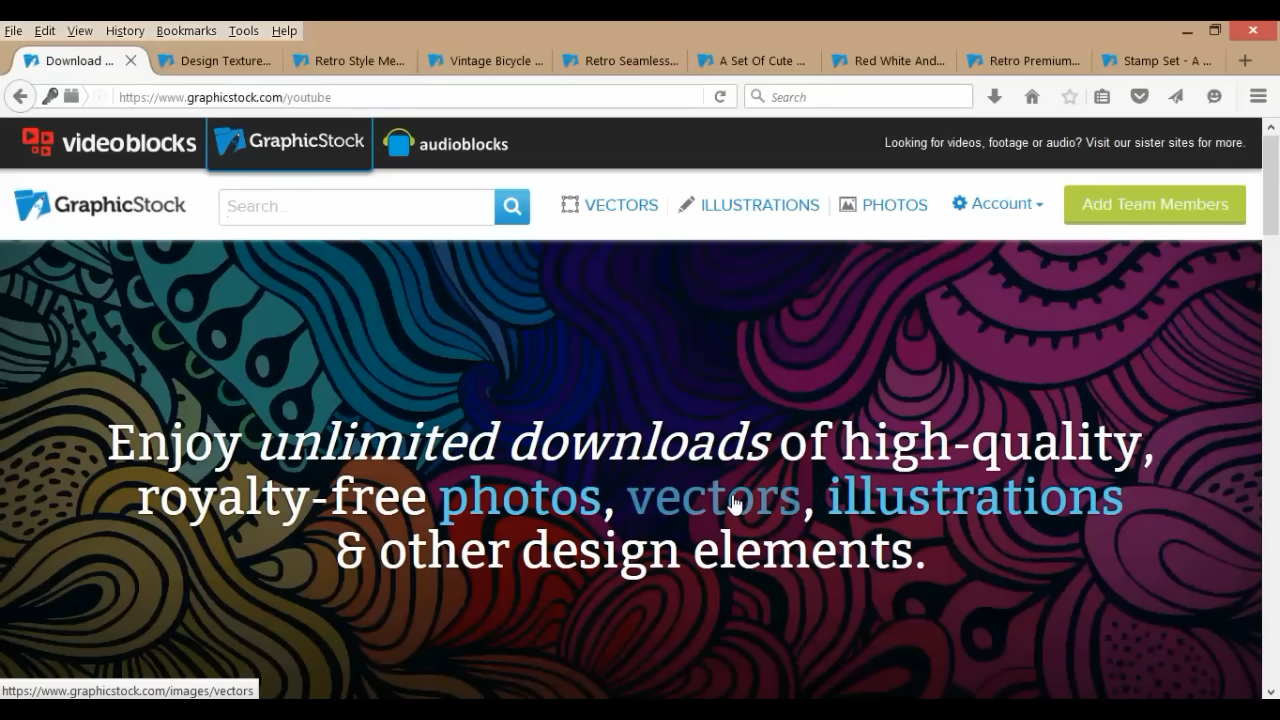 File Edit View History Bookmarks Tools Help
Download ... Design Texture... Retro Style Me... Vintage Bicycle ... Retro Seamless... A Set Of Cute ... Red White And... Retro Premium... Stamp Set - A ...
https://www.graphicstock.com/youtube Search
videoblocks GraphicStock audioblocks Looking for videos, footage or audio? Visit our sister sites for more.
GraphicStock Search... VECTORS ILLUSTRATIONS PHOTOS Account Add Team Members
Enjoy unlimited downloads of high-quality,
royalty-free photos, vectors, illustrations
& other design elements.
https://www.graphicstock.com/images/vectors